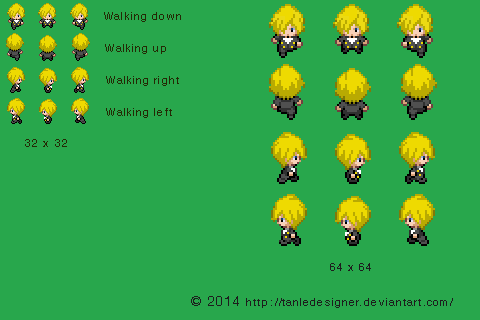 Walking down
Walking up
Walking right
Walking left
32 x 32
64 x 64
© 2014 http://tanledesigner.deviantart.com/